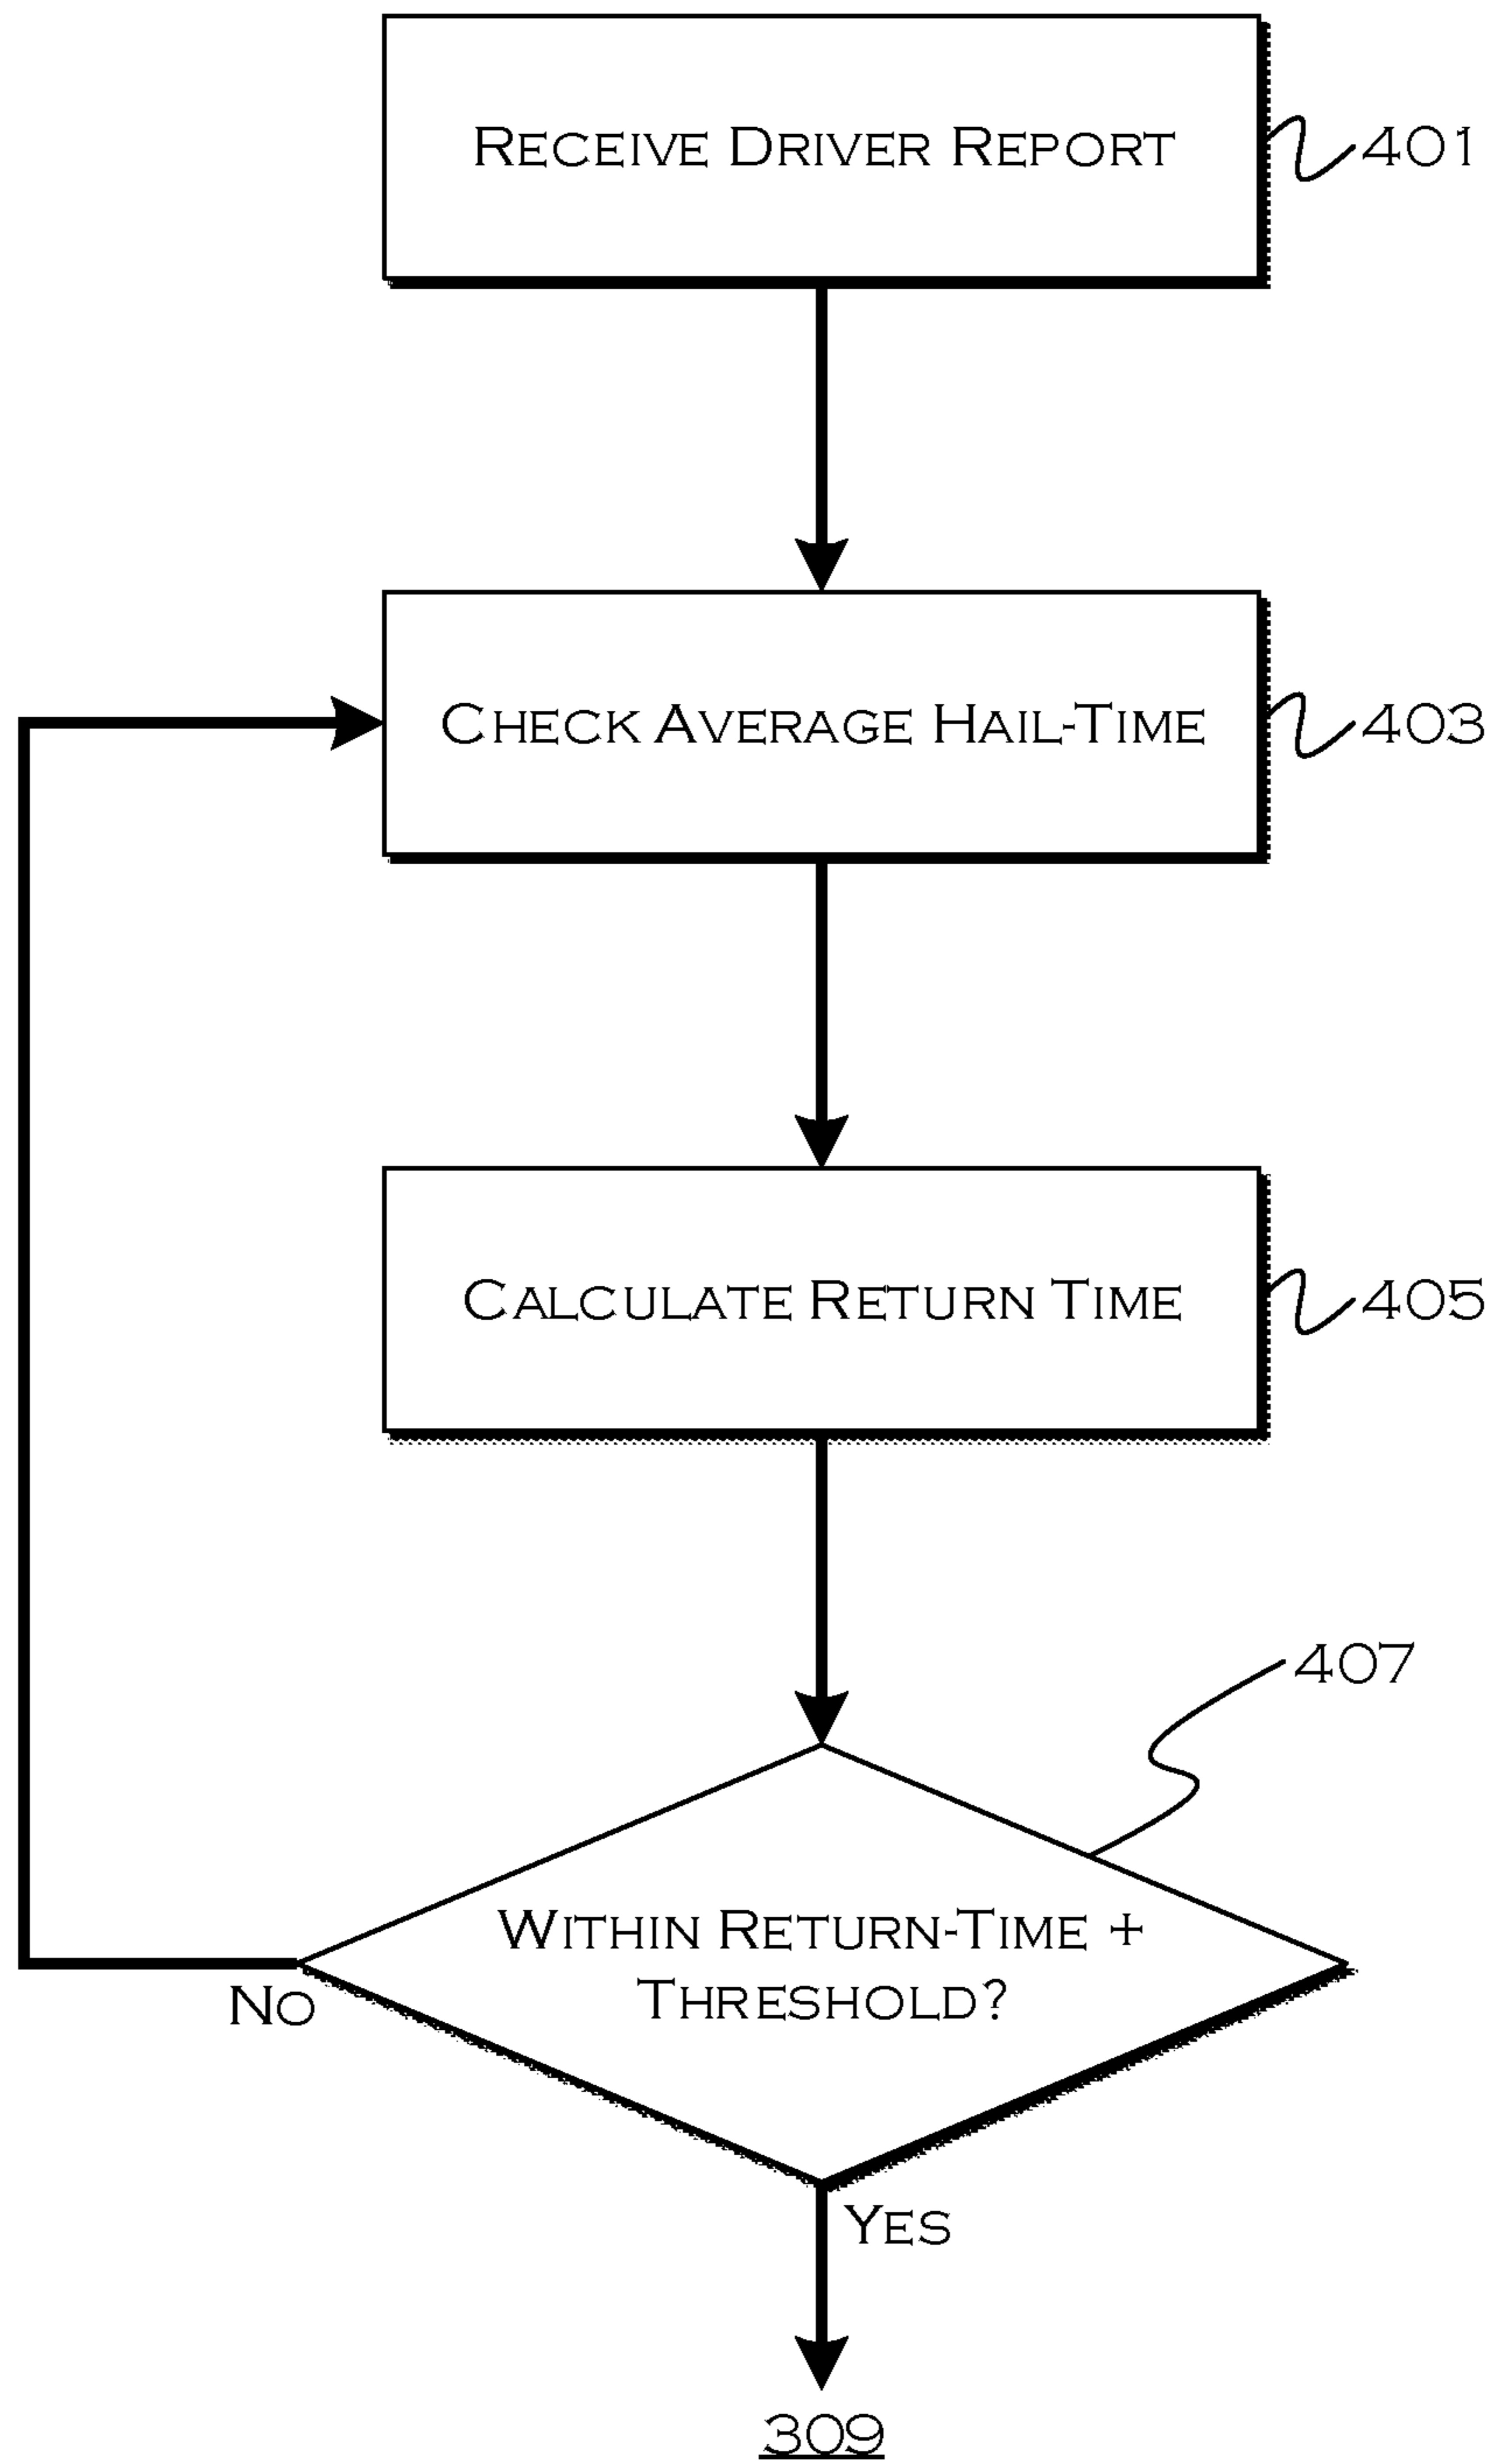 Receive Driver Report
401
Check Average Hail-Time
403
Calculate Return Time
405
407
Within Return-Time +
Threshold?
No
Yes
309